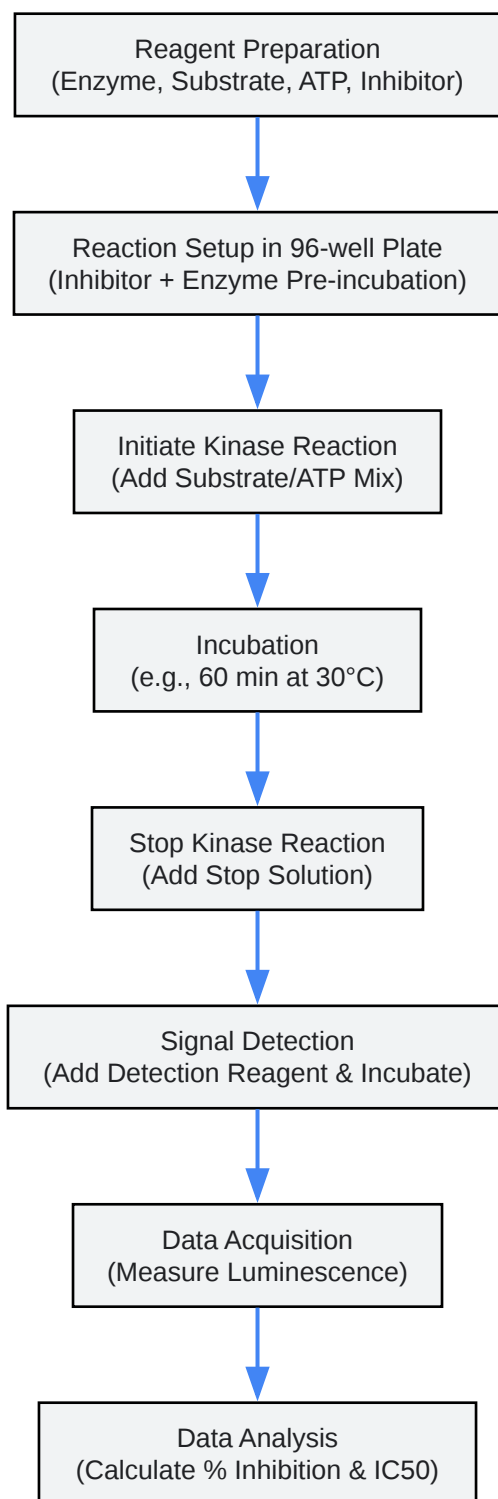 Reagent Preparation
(Enzyme, Substrate, ATP, Inhibitor)
Reaction Setup in 96-well Plate
(Inhibitor + Enzyme Pre-incubation)
Initiate Kinase Reaction
(Add Substrate/ATP Mix)
Incubation
(e.g., 60 min at 30°C)
Stop Kinase Reaction
(Add Stop Solution)
Signal Detection
(Add Detection Reagent & Incubate)
Data Acquisition
(Measure Luminescence)
Data Analysis
(Calculate % Inhibition & IC50)